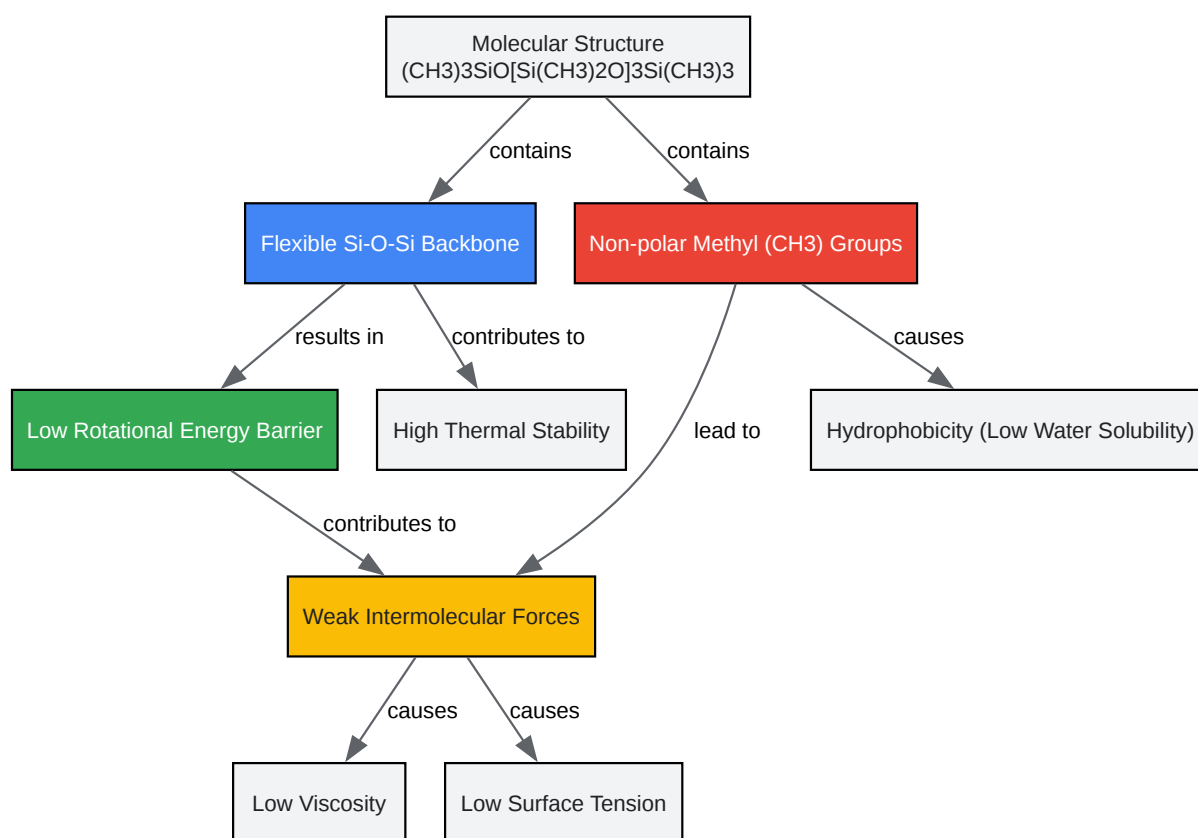 Molecular Structure
(CH3)3SiO[Si(CH3)2O]3Si(CH3)3
contains
contains
Flexible Si-O-Si Backbone
Non-polar Methyl (CH3) Groups
results in
contributes to
causes
Low Rotational Energy Barrier
High Thermal Stability
lead to
Hydrophobicity (Low Water Solubility)
contributes to
Weak Intermolecular Forces
causes
causes
Low Viscosity
Low Surface Tension